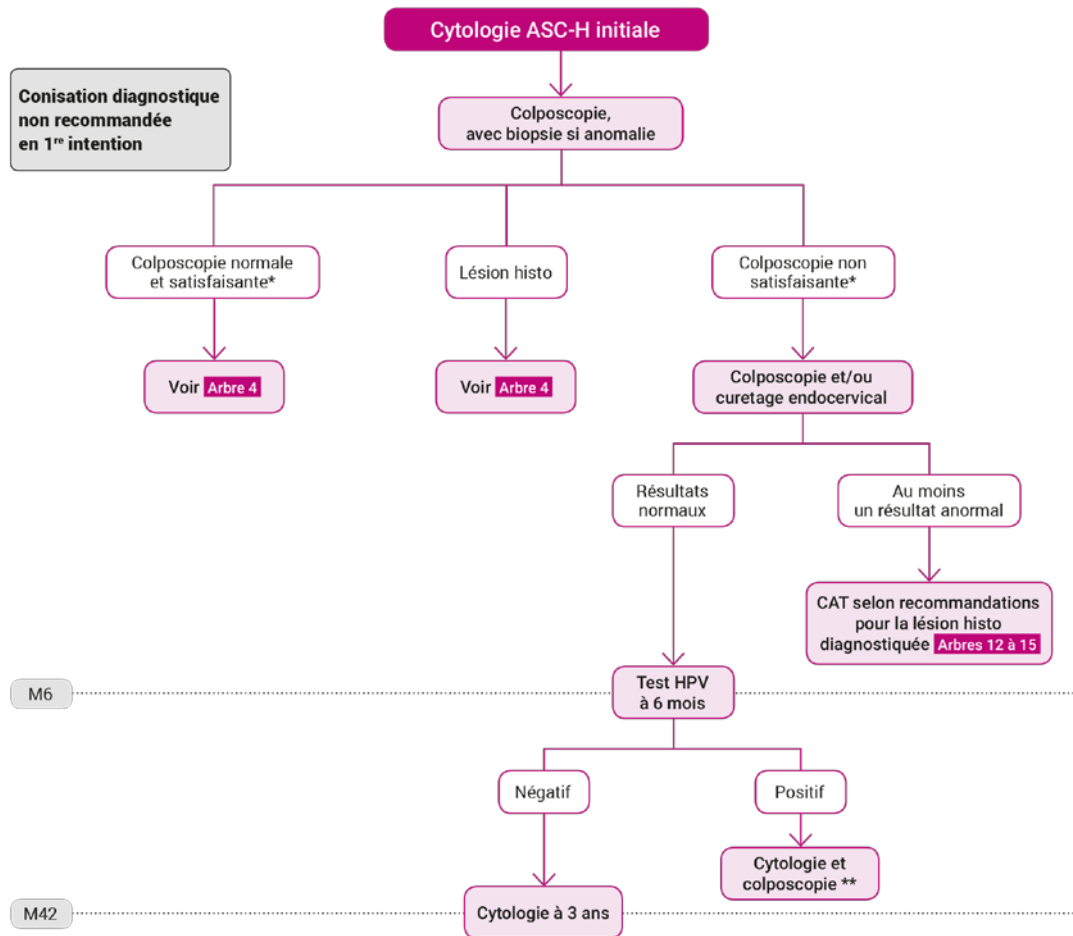 Cytologie ASC-H initiale
Conisation diagnostique
non recommandée
en 1re intention
Colposcopie,
avec biopsie si anomalie
Colposcopie normale
et satisfaisante*
Lésion histo
Colposcopie non
satisfaisante*
Voir Arbre 4
Voir Arbre 4
Colposcopie et/ou
curetage endocervical
Résultats
normaux
Au moins
un résultat anormal
CAT selon recommandations
pour la lésion histo
diagnostiquée Arbres 12 à 15
M6
Test HPV
à 6 mois
Négatif
Positif
Cytologie et
colposcopie **
M42
Cytologie à 3 ans